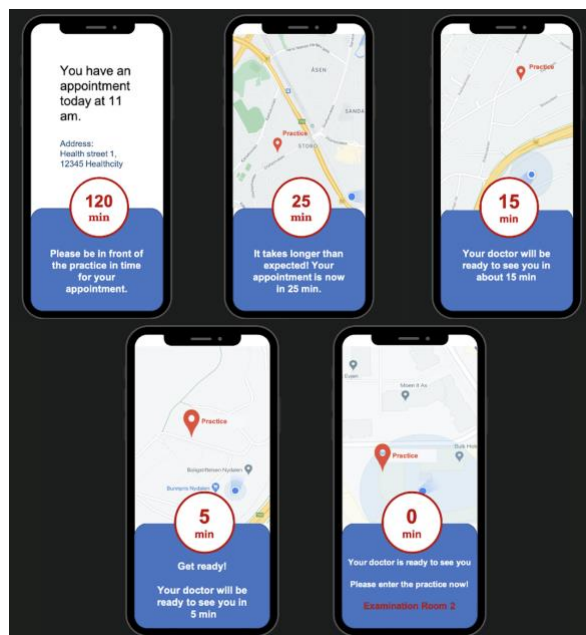 You have an
appointment
today at 11
am.
Address:
Health street 1,
12345 Healthcity
120
min
Please be in front of
the practice in time
for your
appointment.
ÅSEN
SANDA
Practice
STORO
25
min
It takes longer than
expected! Your
appointment is now
in 25 min.
Practice
15
min
Your doctor will be
ready to see you in
about 15 min
Practice
5
min
Get ready!
Your doctor will be
ready to see you in
5 min
Practice
0
min
Your doctor is ready to see you
Please enter the practice now!
Examination Room 2